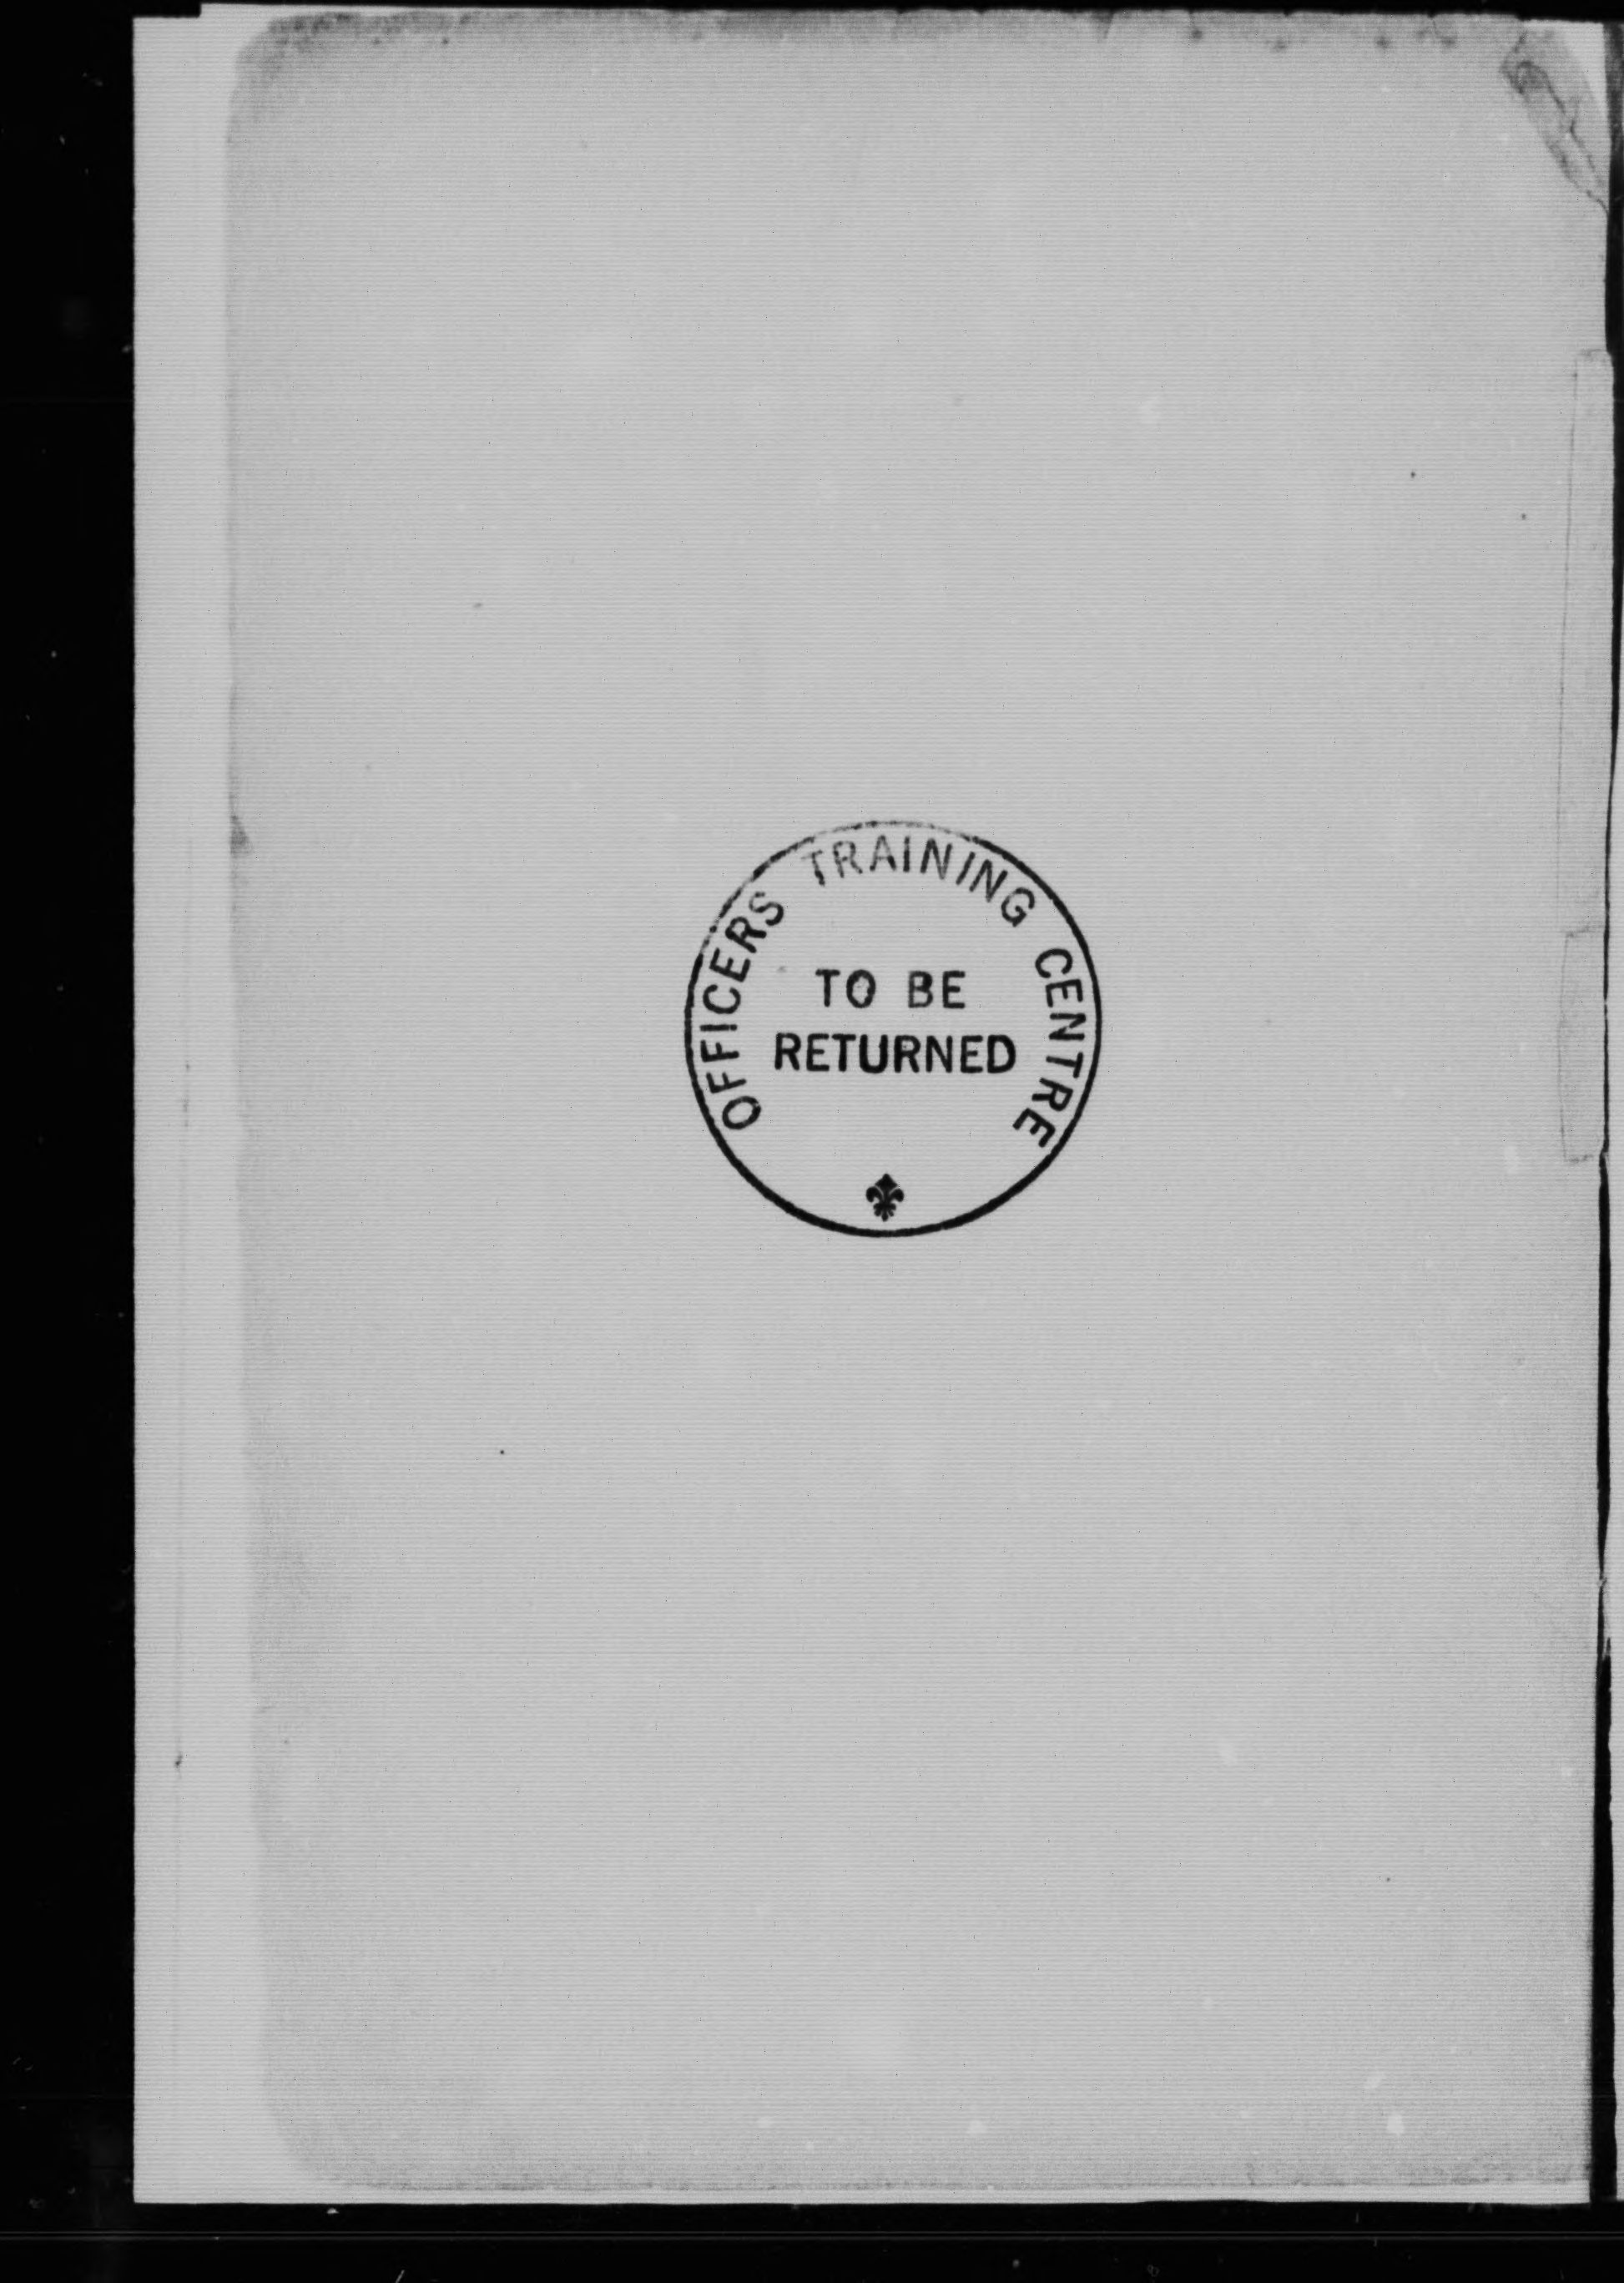 OFFICERS TRAINING CENTRE
TO BE
RETURNED